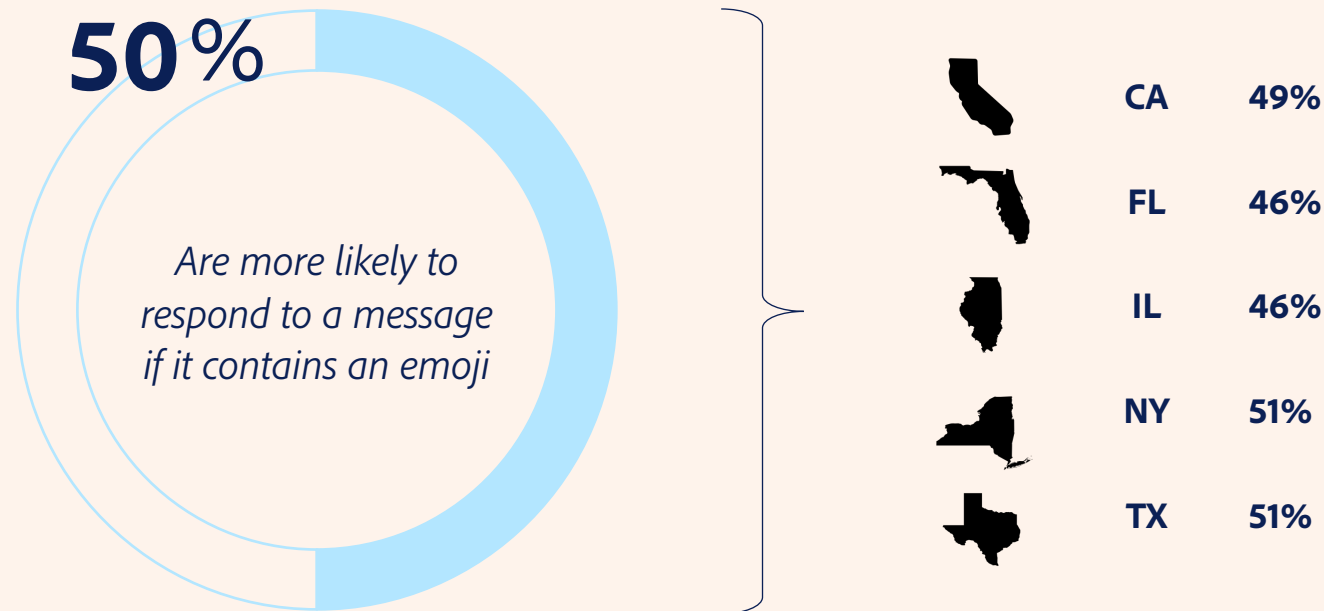 50%
Are more likely to
respond to a message
if it contains an emoji
CA 49%
FL 46%
IL 46%
NY 51%
TX 51%